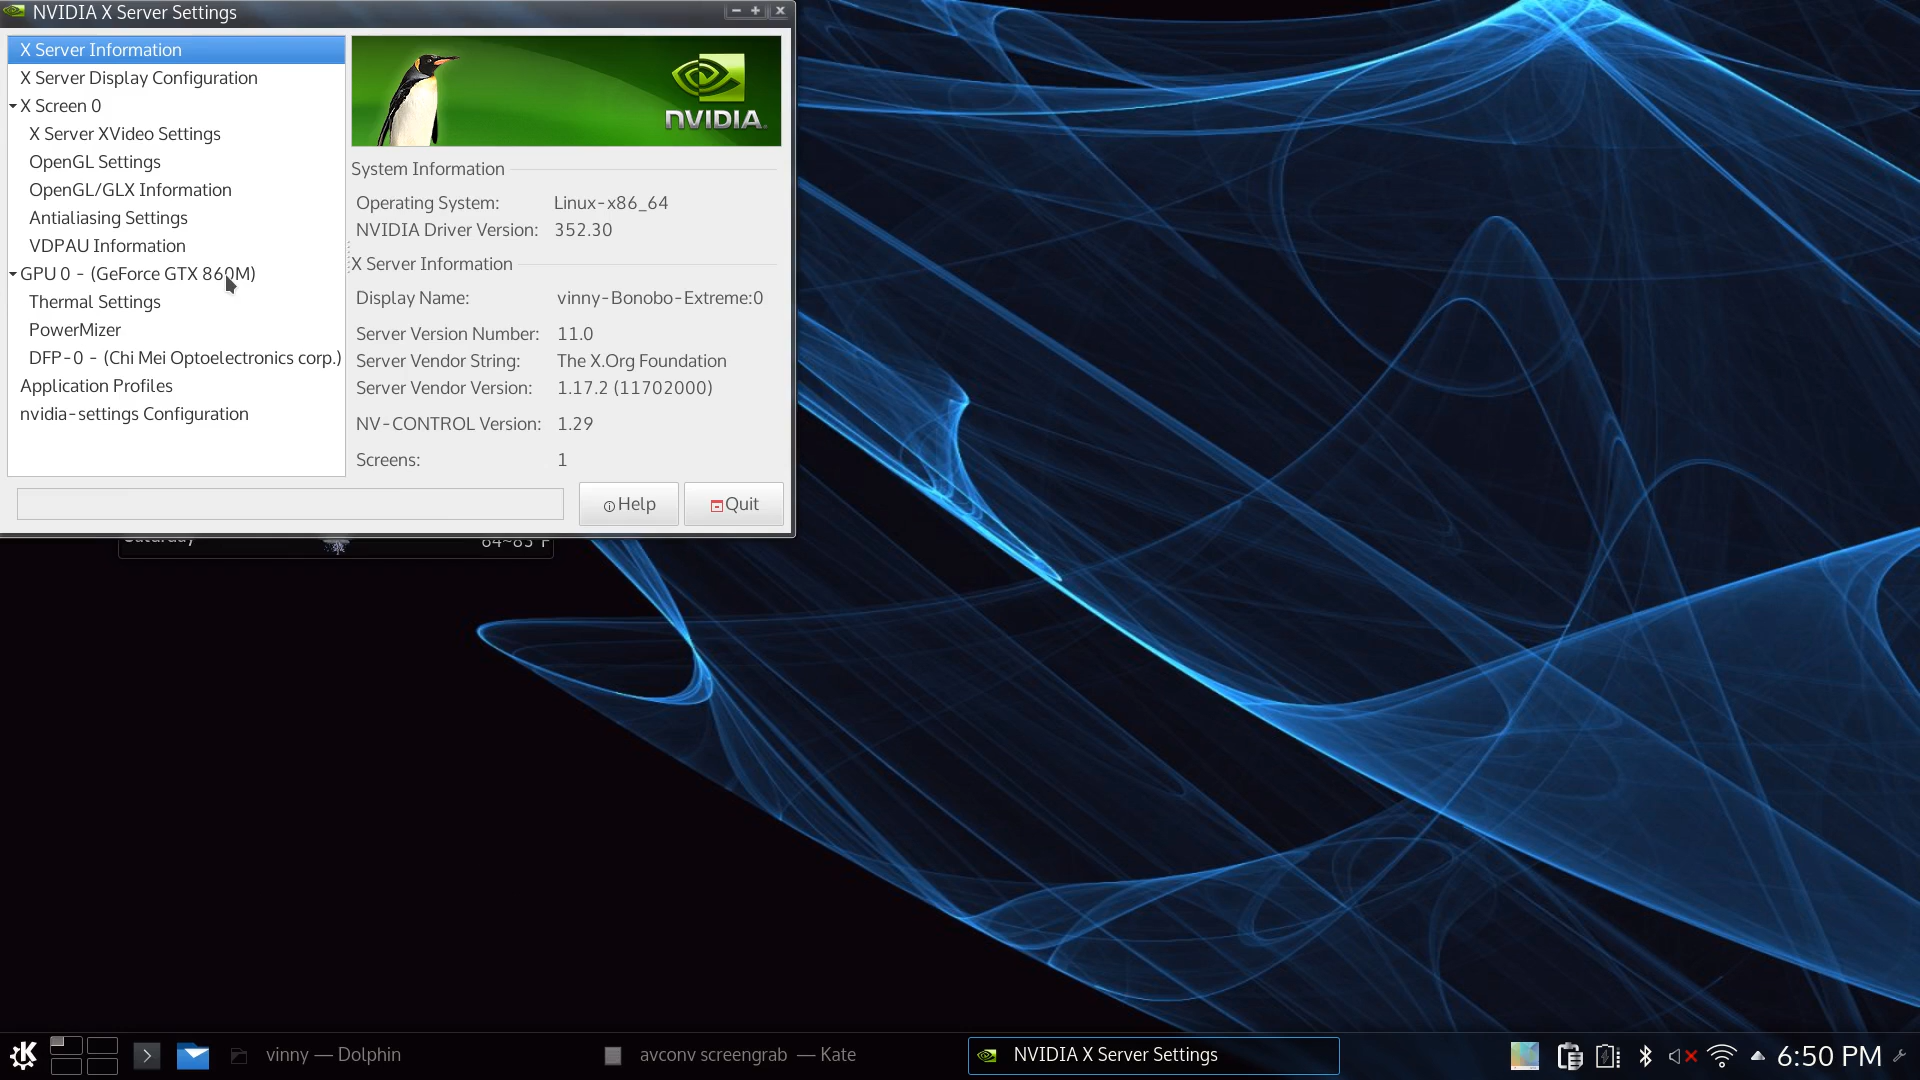 NVIDIA X Server Settings
X Server Information
X Server Display Configuration
X Screen 0
X Server XVideo Settings
OpenGL Settings
OpenGL/GLX Information
Antialiasing Settings
VDPAU Information
GPU 0 - (GeForce GTX 860M)
Thermal Settings
PowerMizer
DFP-0 - (Chi Mei Optoelectronics corp.)
Application Profiles
nvidia-settings Configuration
NVIDIA.
System Information
Operating System: Linux-x86_64
NVIDIA Driver Version: 352.30
X Server Information
Display Name: vinny-Bonobo-Extreme:0
Server Version Number: 11.0
Server Vendor String: The X.Org Foundation
Server Vendor Version: 1.17.2 (11702000)
NV-CONTROL Version: 1.29
Screens: 1
Help Quit
Saturday 64~83°F
vinny — Dolphin
avconv screengrab — Kate
NVIDIA X Server Settings
6:50 PM